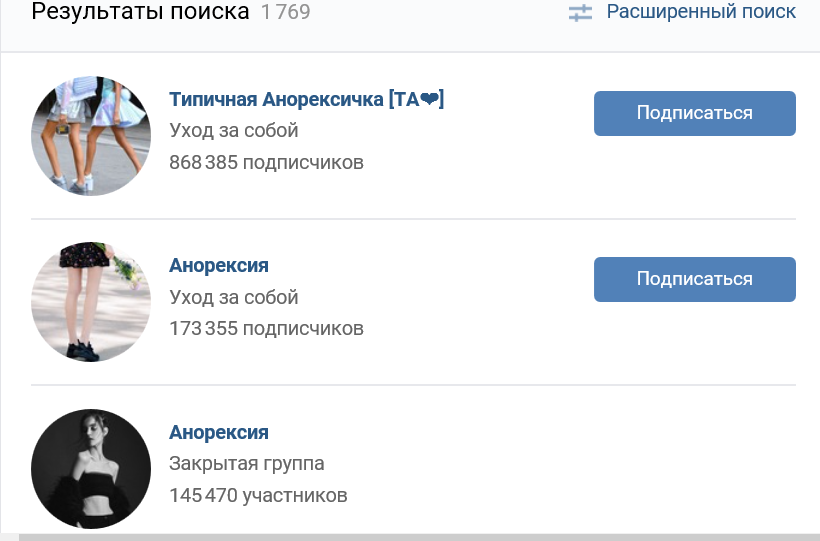 Результаты поиска 1 769
Расширенный поиск
Типичная Анорексичка [ТА❤]
Уход за собой
868 385 подписчиков
Подписаться
Анорексия
Уход за собой
173 355 подписчиков
Подписаться
Анорексия
Закрытая группа
145 470 участников